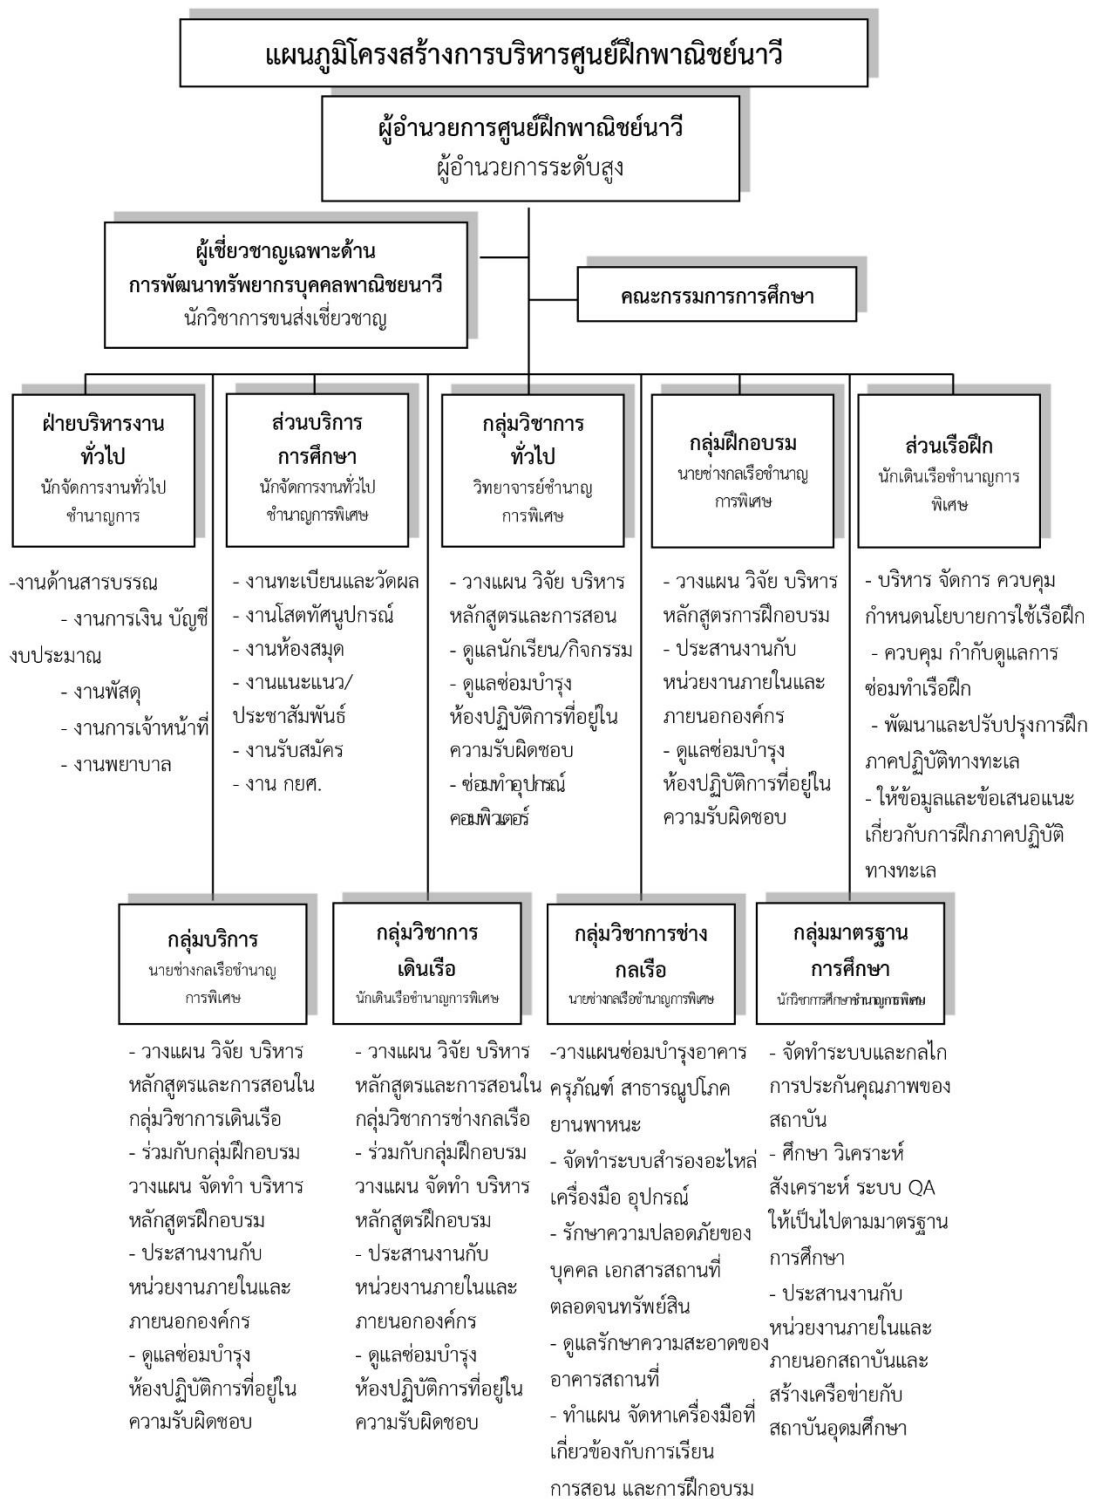 แผนภูมิโครงสร้างการบริหารศูนย์ฝึกพาณิชย์นาวี
ผู้อำนวยการศูนย์ฝึกพาณิชย์นาวี
ผู้อำนวยการระดับสูง
ผู้เชี่ยวชาญเฉพาะด้าน
การพัฒนาทรัพยากรบุคคลพาณิชยนาวี
นักวิชาการขนส่งเชี่ยวชาญ
คณะกรรมการการศึกษา
ฝ่ายบริหารงาน
ทั่วไป
นักจัดการงานทั่วไป
ชำนาญการ
-งานด้านสารบรรณ
- งานการเงิน บัญชี
งบประมาณ
- งานพัสดุ
- งานการเจ้าหน้าที่
- งานพยาบาล
ส่วนบริการ
การศึกษา
นักจัดการงานทั่วไป
ชำนาญการพิเศษ
- งานทะเบียนและวัดผล
- งานโสตทัศนูปกรณ์
- งานห้องสมุด
- งานแนะแนว/
ประชาสัมพันธ์
- งานรับสมัคร
- งาน กยศ.
กลุ่มวิชาการ
ทั่วไป
วิทยาจารย์ชำนาญ
การพิเศษ
- วางแผน วิจัย บริหาร
หลักสูตรและการสอน
- ดูแลนักเรียน/กิจกรรม
- ดูแลซ่อมบำรุง
ห้องปฏิบัติการที่อยู่ใน
ความรับผิดชอบ
- ซ่อมทำอุปกรณ์
คอมพิวเตอร์
กลุ่มฝึกอบรม
นายช่างกลเรือชำนาญ
การพิเศษ
- วางแผน วิจัย บริหาร
หลักสูตรการฝึกอบรม
- ประสานงานกับ
หน่วยงานภายในและ
ภายนอกองค์กร
- ดูแลซ่อมบำรุง
ห้องปฏิบัติการที่อยู่ใน
ความรับผิดชอบ
ส่วนเรือฝึก
นักเดินเรือชำนาญการ
พิเศษ
- บริหาร จัดการ ควบคุม
กำหนดนโยบายการใช้เรือฝึก
- ควบคุม กำกับดูแลการ
ซ่อมทำเรือฝึก
- พัฒนาและปรับปรุงการฝึก
ภาคปฏิบัติทางทะเล
- ให้ข้อมูลและข้อเสนอแนะ
เกี่ยวกับการฝึกภาคปฏิบัติ
ทางทะเล
กลุ่มบริการ
นายช่างกลเรือชำนาญ
การพิเศษ
- วางแผน วิจัย บริหาร
หลักสูตรและการสอนใน
กลุ่มวิชาการเดินเรือ
- ร่วมกับกลุ่มฝึกอบรม
วางแผน จัดทำ บริหาร
หลักสูตรฝึกอบรม
- ประสานงานกับ
หน่วยงานภายในและ
ภายนอกองค์กร
- ดูแลซ่อมบำรุง
ห้องปฏิบัติการที่อยู่ใน
ความรับผิดชอบ
กลุ่มวิชาการ
เดินเรือ
นักเดินเรือชำนาญการพิเศษ
- วางแผน วิจัย บริหาร
หลักสูตรและการสอนใน
กลุ่มวิชาการช่างกลเรือ
- ร่วมกับกลุ่มฝึกอบรม
วางแผน จัดทำ บริหาร
หลักสูตรฝึกอบรม
- ประสานงานกับ
หน่วยงานภายในและ
ภายนอกองค์กร
- ดูแลซ่อมบำรุง
ห้องปฏิบัติการที่อยู่ใน
ความรับผิดชอบ
กลุ่มวิชาการช่าง
กลเรือ
นายช่างกลเรือชำนาญการพิเศษ
-วางแผนซ่อมบำรุงอาคาร
ครุภัณฑ์ สาธารณูปโภค
ยานพาหนะ
- จัดทำระบบสำรองอะไหล่
เครื่องมือ อุปกรณ์
- รักษาความปลอดภัยของ
บุคคล เอกสารสถานที่
ตลอดจนทรัพย์สิน
- ดูแลรักษาความสะอาดของ
อาคารสถานที่
- ทำแผน จัดหาเครื่องมือที่
เกี่ยวข้องกับการเรียน
การสอน และการฝึกอบรม
กลุ่มมาตรฐาน
การศึกษา
นักวิชาการศึกษาชำนาญการพิเศษ
- จัดทำระบบและกลไก
การประกันคุณภาพของ
สถาบัน
- ศึกษา วิเคราะห์
สังเคราะห์ ระบบ QA
ให้เป็นไปตามมาตรฐาน
การศึกษา
- ประสานงานกับ
หน่วยงานภายในและ
ภายนอกสถาบันและ
สร้างเครือข่ายกับ
สถาบันอุดมศึกษา